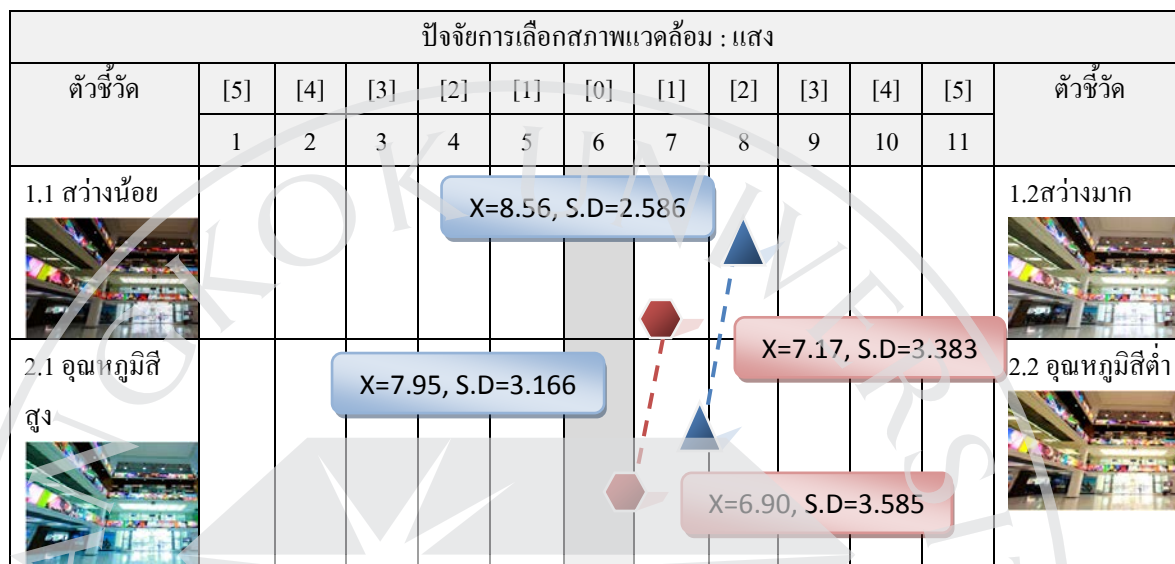 ปัจจัยการเลือกสภาพแวดล้อม : แสง
ตัวชี้วัด [5] [4] [3] [2] [1] [0] [1] [2] [3] [4] [5] ตัวชี้วัด
1 2 3 4 5 6 7 8 9 10 11
1.1 สว่างน้อย
X=8.56, S.D=2.586
1.2สว่างมาก
X=7.17, S.D=3.383
2.1 อุณหภูมิสี
สูง
X=7.95, S.D=3.166
2.2 อุณหภูมิสีต่ำ
X=6.90, S.D=3.585